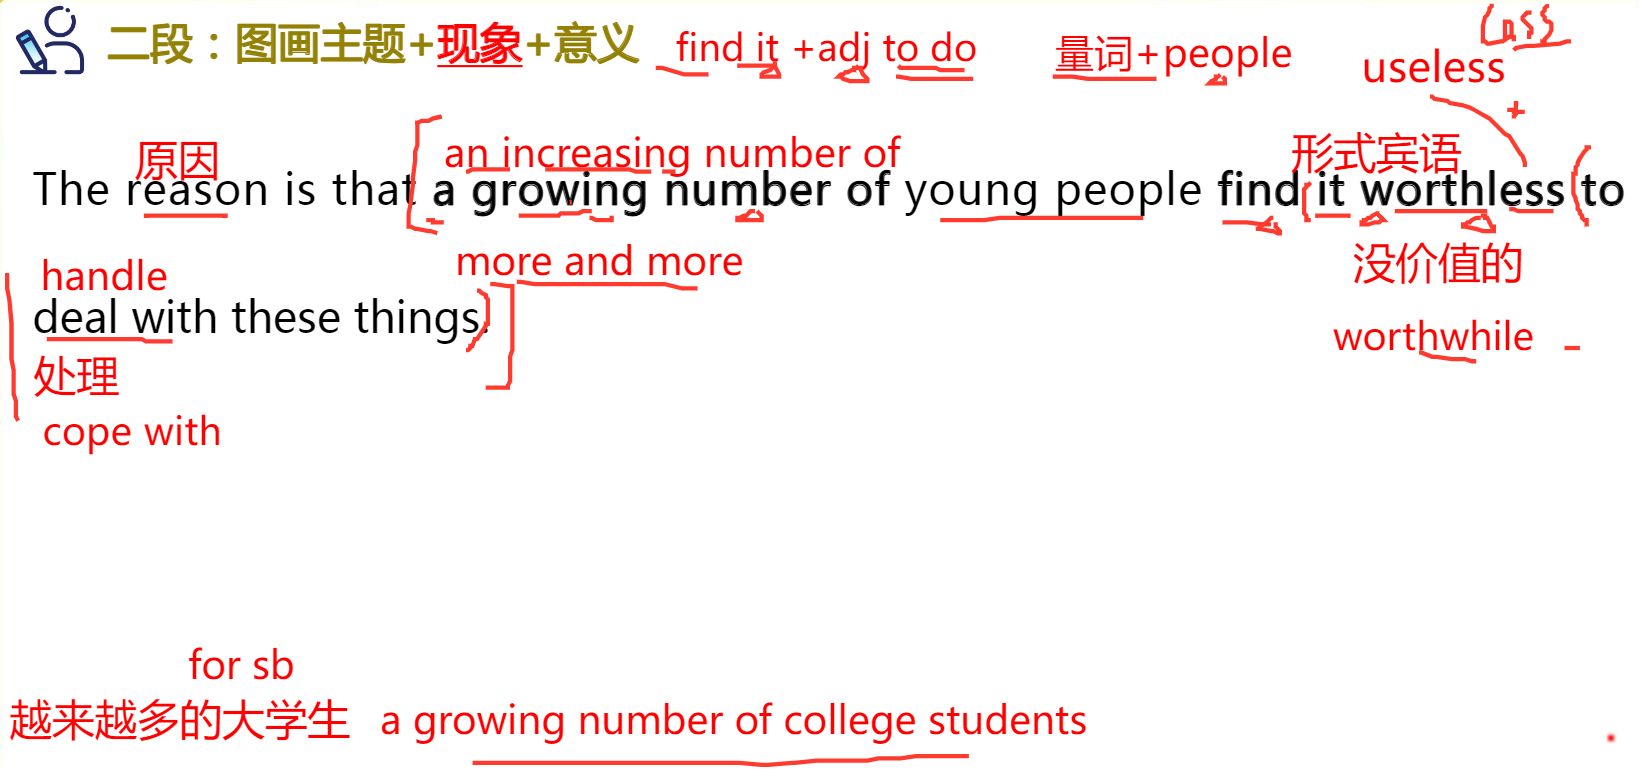 二段：图画主题+现象+意义
find it +adj to do
量词+people
less
useless
原因
an increasing number of
形式宾语
The reason is that a growing number of young people find it worthless to
handle
more and more
没价值的
deal with these things.
worthwhile
处理
cope with
for sb
越来越多的大学生 a growing number of college students